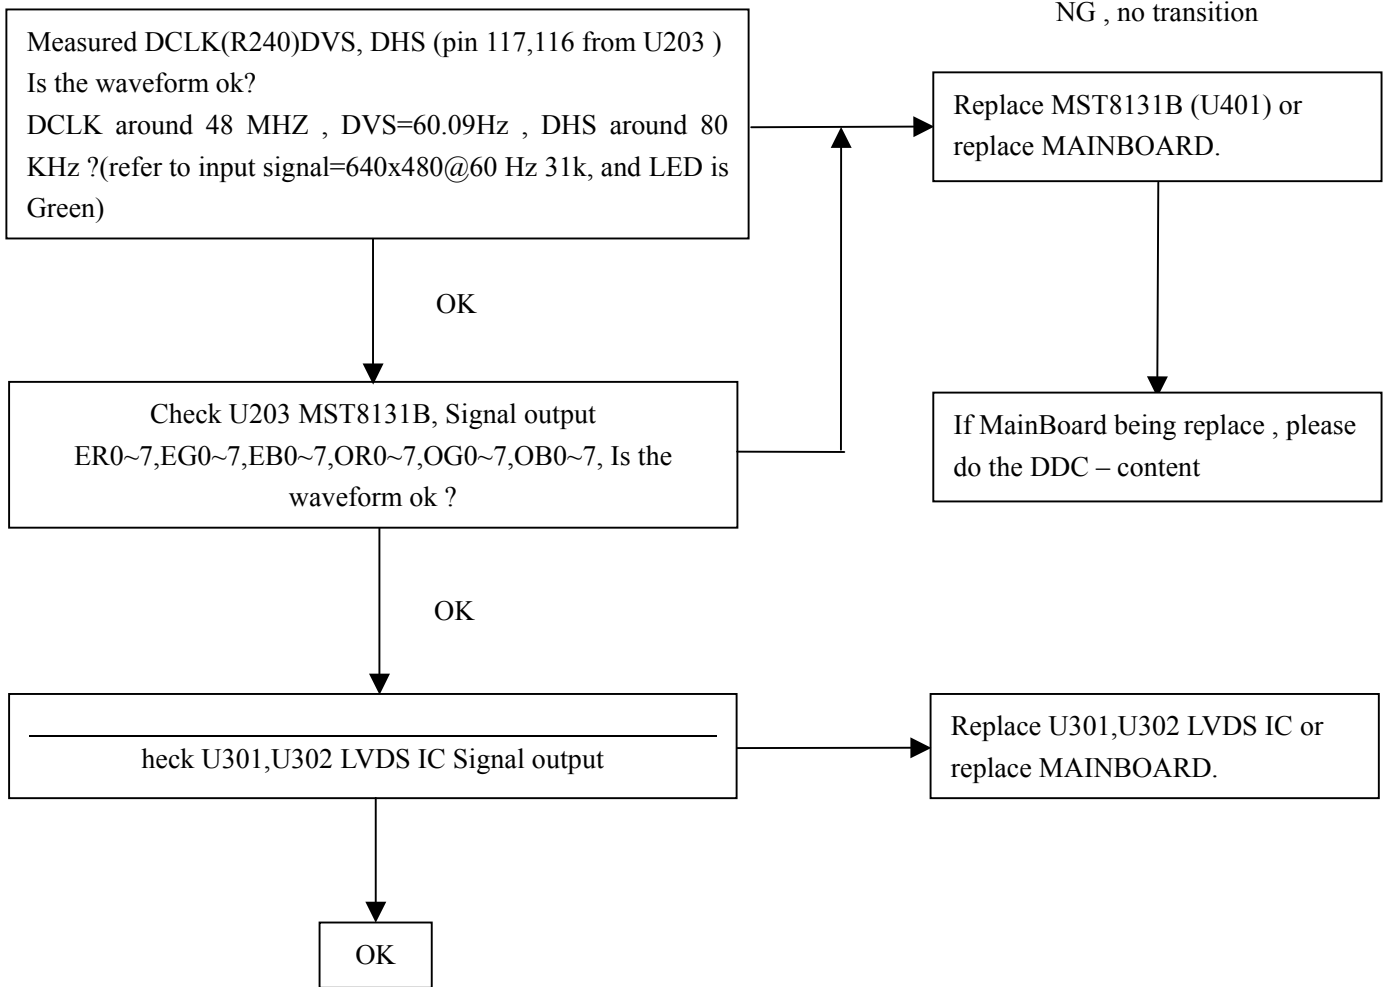 NG , no transition
Measured DCLK(R240)DVS, DHS (pin 117,116 from U203 )
Is the waveform ok?
DCLK around 48 MHZ , DVS=60.09Hz , DHS around 80
KHz ?(refer to input signal=640x480@60 Hz 31k, and LED is
Green)
Replace MST8131B (U401) or
replace MAINBOARD.
OK
Check U203 MST8131B, Signal output
ER0~7,EG0~7,EB0~7,OR0~7,OG0~7,OB0~7, Is the
waveform ok ?
If MainBoard being replace , please
do the DDC – content
OK
heck U301,U302 LVDS IC Signal output
Replace U301,U302 LVDS IC or
replace MAINBOARD.
OK